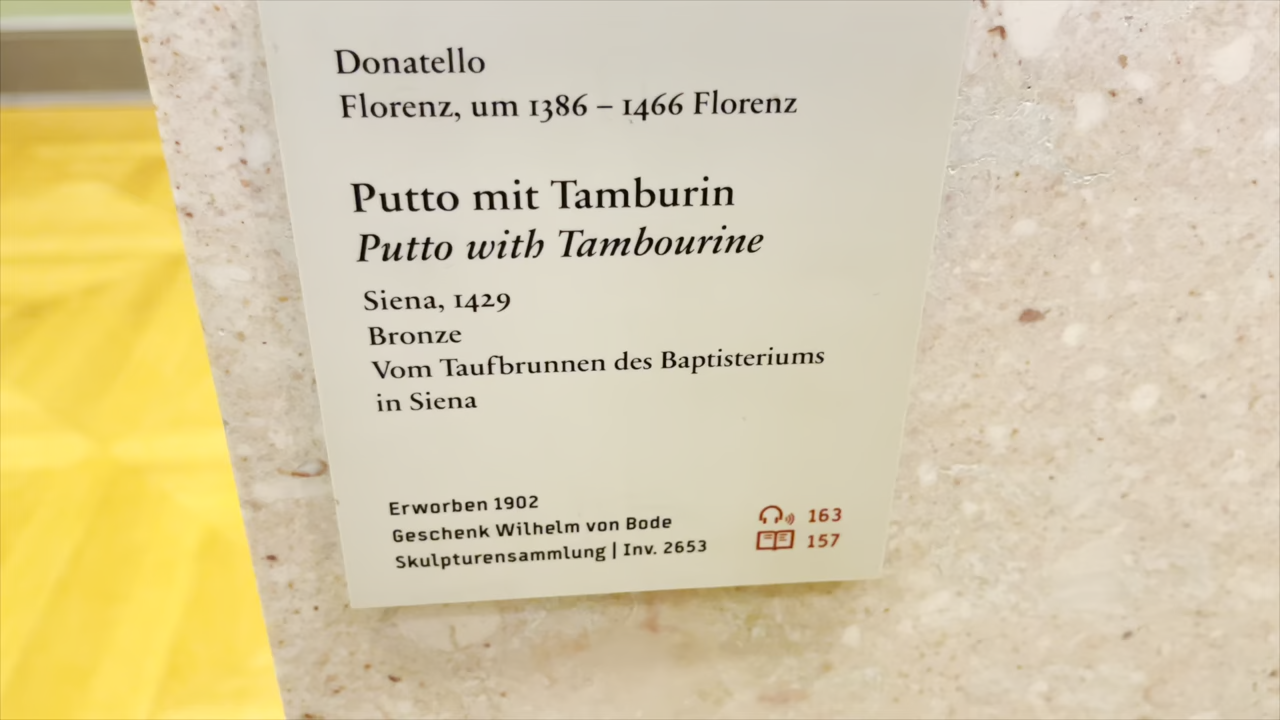 Donatello
Florenz, um 1386 – 1466 Florenz
Putto mit Tamburin
Putto with Tambourine
Siena, 1429
Bronze
Vom Taufbrunnen des Baptisteriums
in Siena
Erworben 1902
Geschenk Wilhelm von Bode
Skulpturensammlung | Inv. 2653
163
157